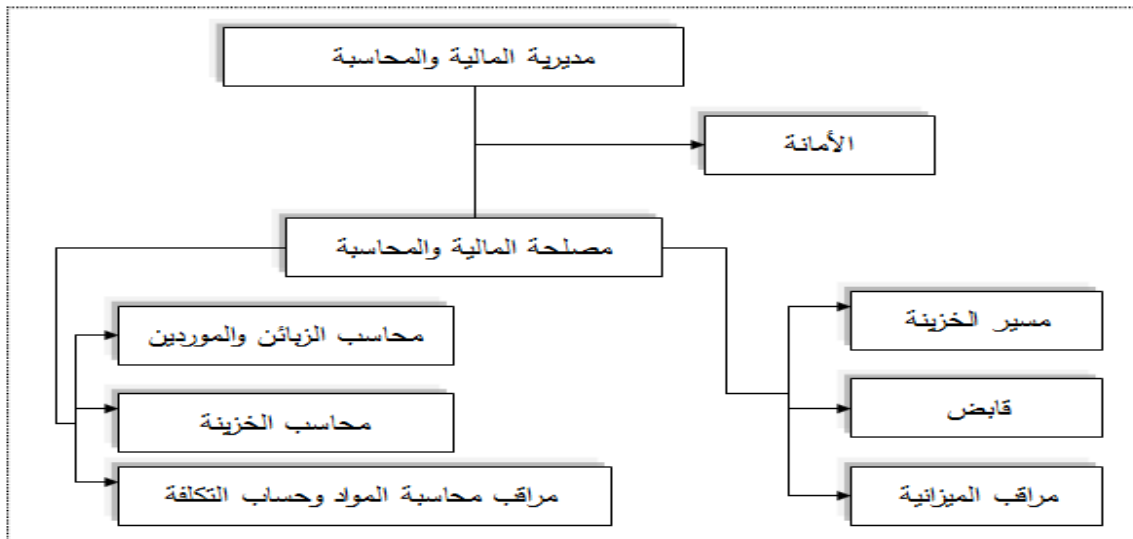 مديرية المالية والمحاسبة
الأمانة
مصلحة المالية والمحاسبة
مسير الخزينة
قابض
مراقب الميزانية
محاسب الزبائن والموردين
محاسب الخزينة
مراقب محاسبة المواد وحساب التكلفة